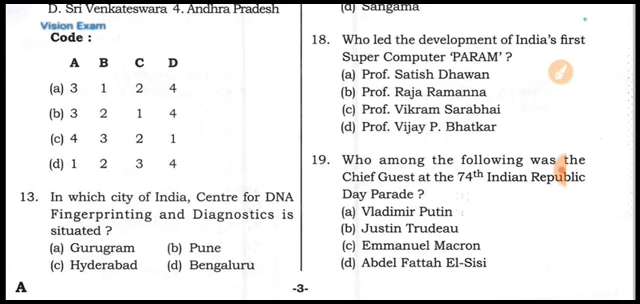 D. Sri Venkateswara 4. Andhra Pradesh
Vision Exam
Code :
A B C D
(a) 3 1 2 4
(b) 3 2 1 4
(c) 4 3 2 1
(d) 1 2 3 4
13. In which city of India, Centre for DNA
Fingerprinting and Diagnostics is
situated ?
(a) Gurugram (b) Pune
(c) Hyderabad (d) Bengaluru
(d) Sangama
18. Who led the development of India's first
Super Computer 'PARAM' ?
(a) Prof. Satish Dhawan
(b) Prof. Raja Ramanna
(c) Prof. Vikram Sarabhai
(d) Prof. Vijay P. Bhatkar
19. Who among the following was the
Chief Guest at the 74th Indian Republic
Day Parade ?
(a) Vladimir Putin
(b) Justin Trudeau
(c) Emmanuel Macron
(d) Abdel Fattah El-Sisi
A -3-